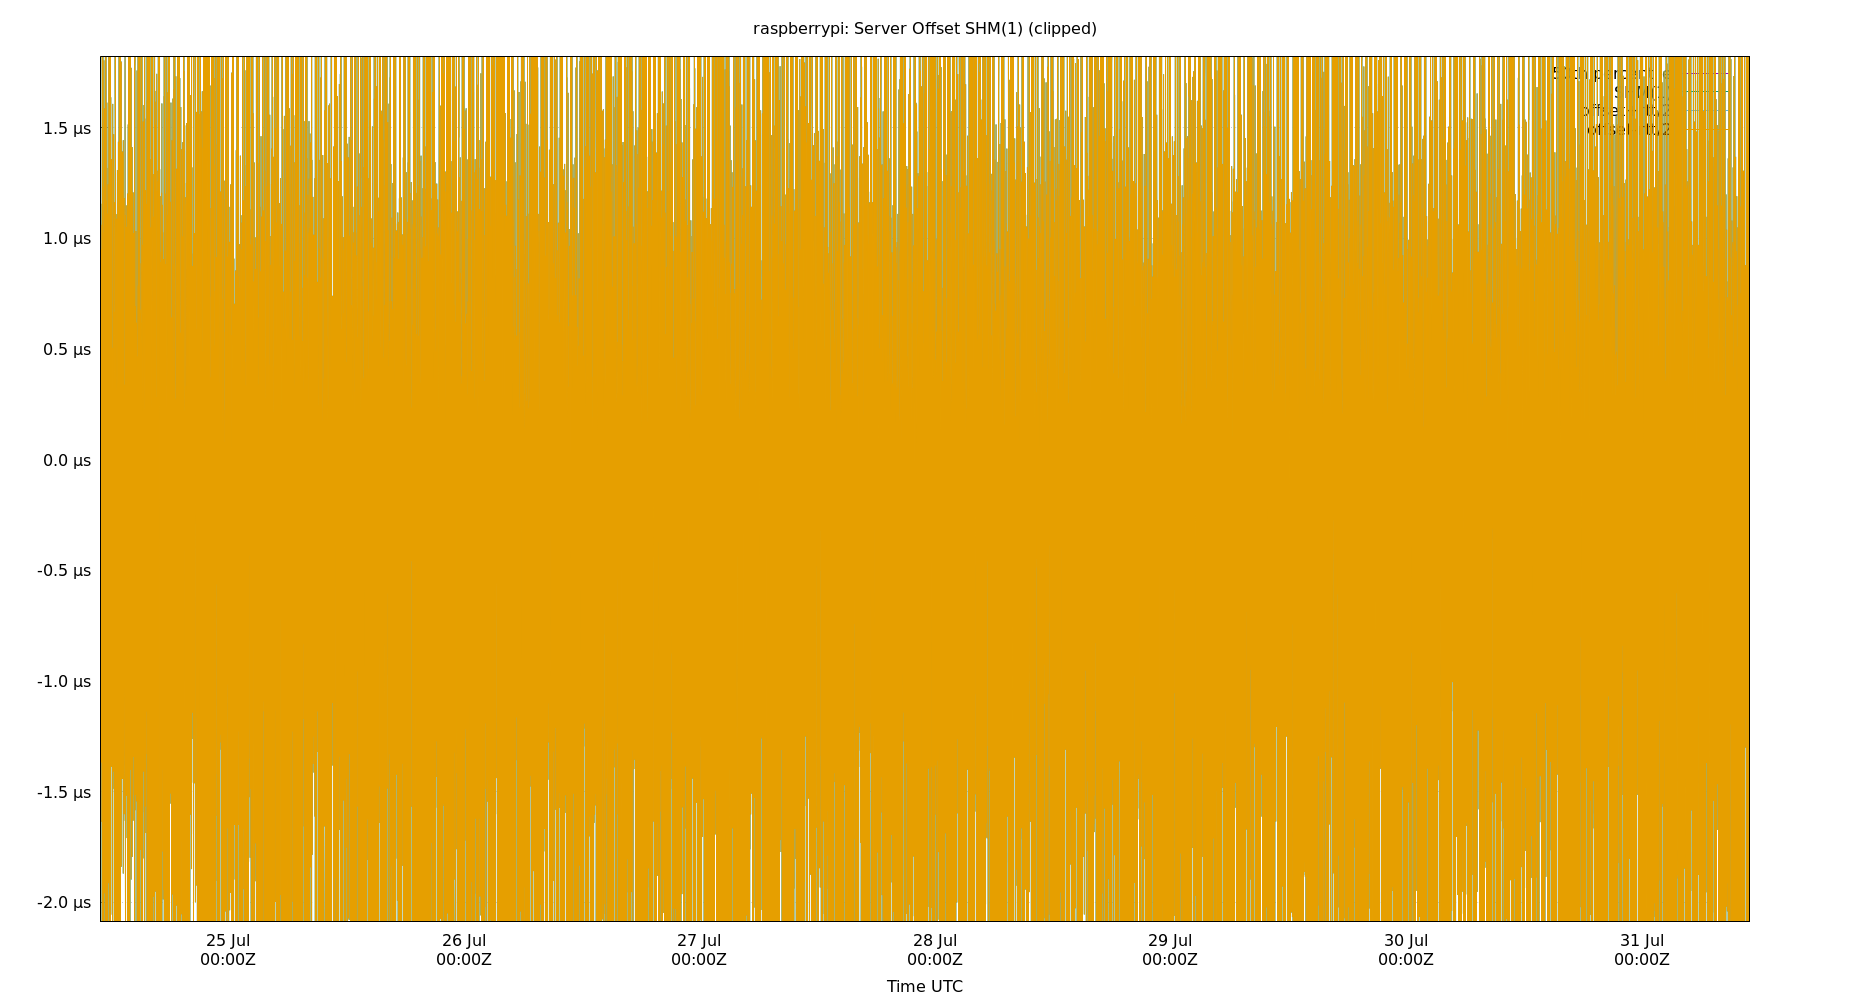 raspberrypi: Server Offset SHM(1) (clipped)
1.5 µs
1.0 µs
0.5 µs
0.0 µs
-0.5 µs
-1.0 µs
-1.5 µs
-2.0 µs
25 Jul 26 Jul 27 Jul 28 Jul 29 Jul 30 Jul 31 Jul
00:00Z 00:00Z 00:00Z 00:00Z 00:00Z 00:00Z 00:00Z
Time UTC